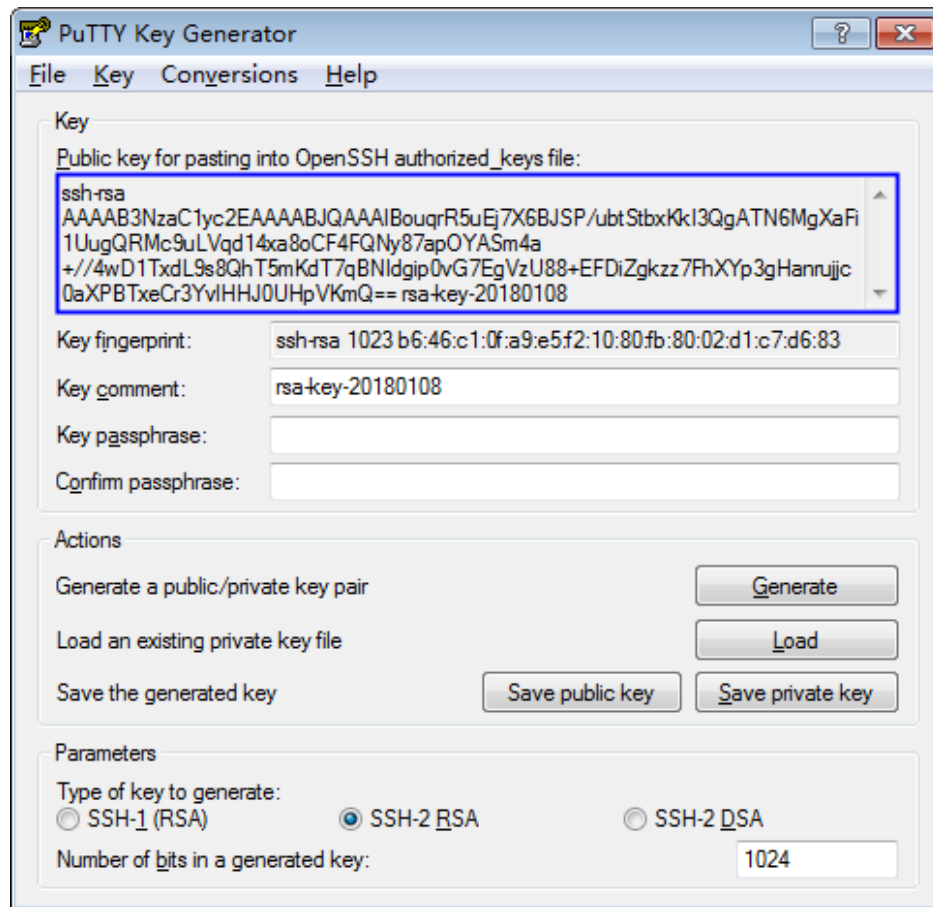 PuTTY Key Generator
File Key Conversions Help
Key
Public key for pasting into OpenSSH authorized_keys file:
ssh-rsa
AAAAB3NzaC1yc2EAAAABJQAAAIBouqrR5uEj7X6BJSP/ubtStbxKkI3QgATN6MgXaFi
1UugQRMc9uLVqd14xa8oCF4FQNy87apOYASm4a
+//4wD1TxdL9s8QhT5mKdT7qBNIdgip0vG7EgVzU88+EFDiZgkzz7FhXYp3gHanrujjc
0aXPBTxeCr3YvIHHJ0UHpVKmQ== rsa-key-20180108
Key fingerprint: ssh-rsa 1023 b6:46:c1:0f:a9:e5:f2:10:80:fb:80:02:d1:c7:d6:83
Key comment: rsa-key-20180108
Key passphrase:
Confirm passphrase:
Actions
Generate a public/private key pair Generate
Load an existing private key file Load
Save the generated key Save public key Save private key
Parameters
Type of key to generate:
SSH-1 (RSA) SSH-2 RSA SSH-2 DSA
Number of bits in a generated key: 1024